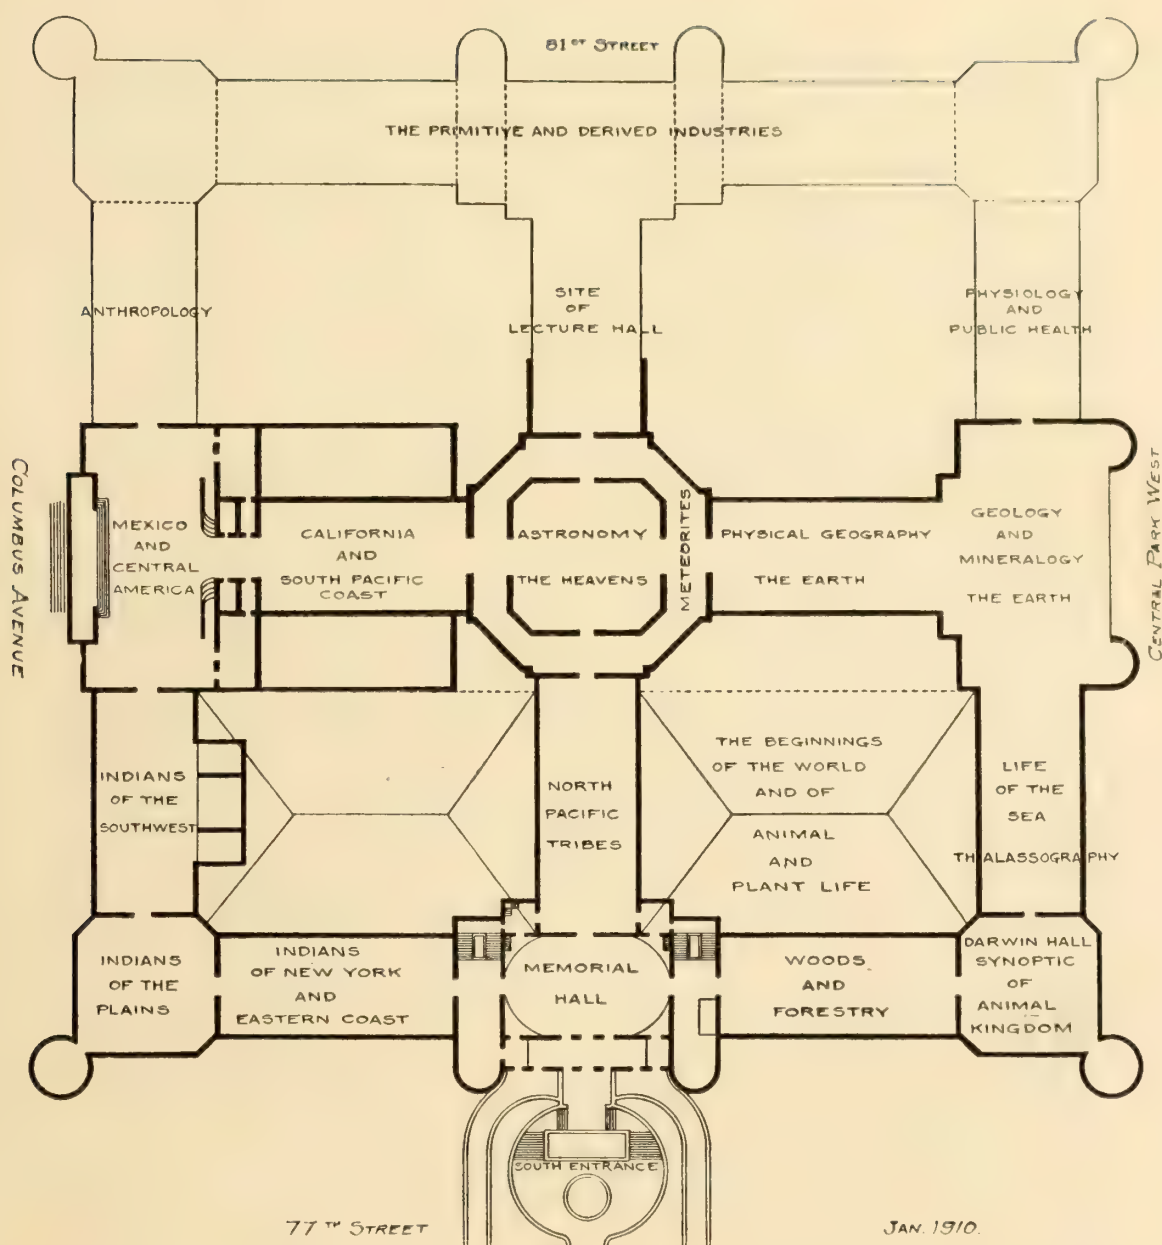 81ST STREET
THE PRIMITIVE AND DERIVED INDUSTRIES
ANTHROPOLOGY
SITE
OF
LECTURE HALL
PHYSIOLOGY
AND
PUBLIC HEALTH
COLUMBUS AVENUE
MEXICO
AND
CENTRAL
AMERICA
CALIFORNIA
AND
SOUTH PACIFIC
COAST
ASTRONOMY
THE HEAVENS
METEORITES
PHYSICAL GEOGRAPHY
THE EARTH
GEOLOGY
AND
MINERALOGY
THE EARTH
CENTRAL PARK WEST
INDIANS
OF THE
SOUTHWEST
NORTH
PACIFIC
TRIBES
THE BEGINNINGS
OF THE WORLD
AND OF
ANIMAL
AND
PLANT LIFE
LIFE
OF THE
SEA
THALASSOGRAPHY
INDIANS
OF THE
PLAINS
INDIANS
OF NEW YORK
AND
EASTERN COAST
MEMORIAL
HALL
WOODS
AND
FORESTRY
DARWIN HALL
SYNOPTIC
OF
ANIMAL
KINGDOM
SOUTH ENTRANCE
77TH STREET
JAN. 1910.